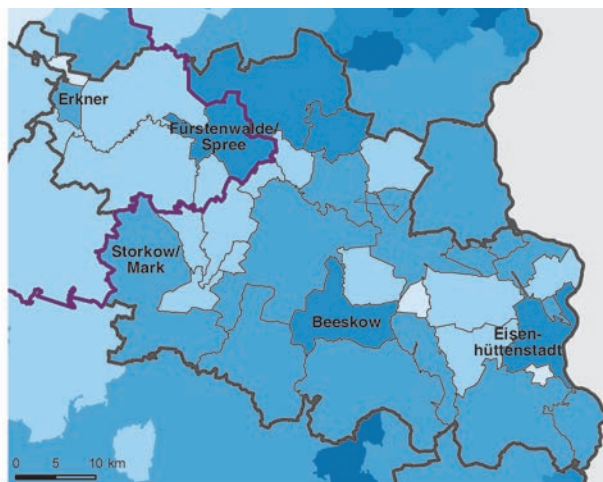 Erkner
Fürstenwalde/
Spree
Storkow/
Mark
Beeskow
Eisen-
hüttenstadt
0 5 10 km